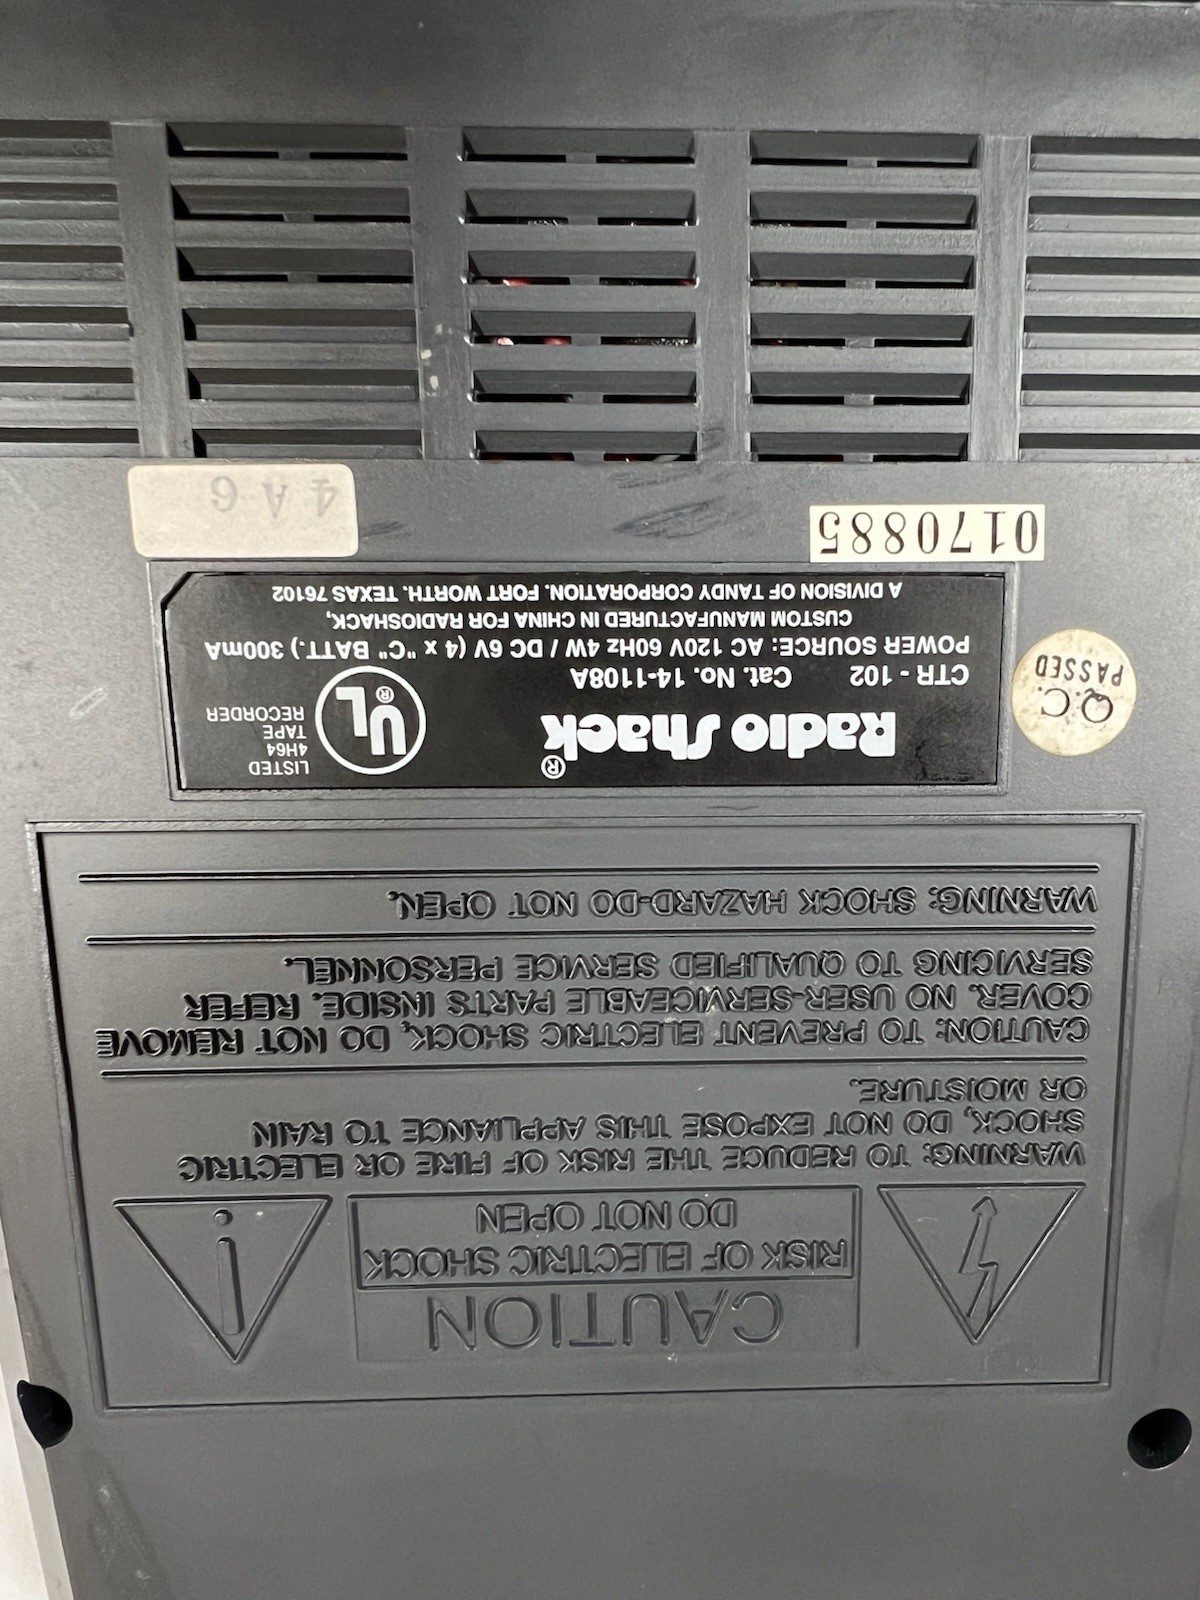 CAUTION
RISK OF ELECTRIC SHOCK
DO NOT OPEN
i
WARNING: TO REDUCE THE RISK OF FIRE OR ELECTRIC
SHOCK, DO NOT EXPOSE THIS APPLIANCE TO RAIN
OR MOISTURE.
CAUTION: TO PREVENT ELECTRIC SHOCK, DO NOT REMOVE
COVER. NO USER-SERVICEABLE PARTS INSIDE. REFER
SERVICING TO QUALIFIED SERVICE PERSONNEL.
WARNING: SHOCK HAZARD-DO NOT OPEN.
Radio Shack®
UL®
LISTED
4H64
TAPE
RECORDER
CTR - 102 Cat. No. 14-1108A
POWER SOURCE: AC 120V 60Hz 4W / DC 6V (4 x "C" BATT.) 300mA
CUSTOM MANUFACTURED IN CHINA FOR RADIOSHACK,
A DIVISION OF TANDY CORPORATION. FORT WORTH. TEXAS 76102
Q.C.
PASSED
0170885
4A6